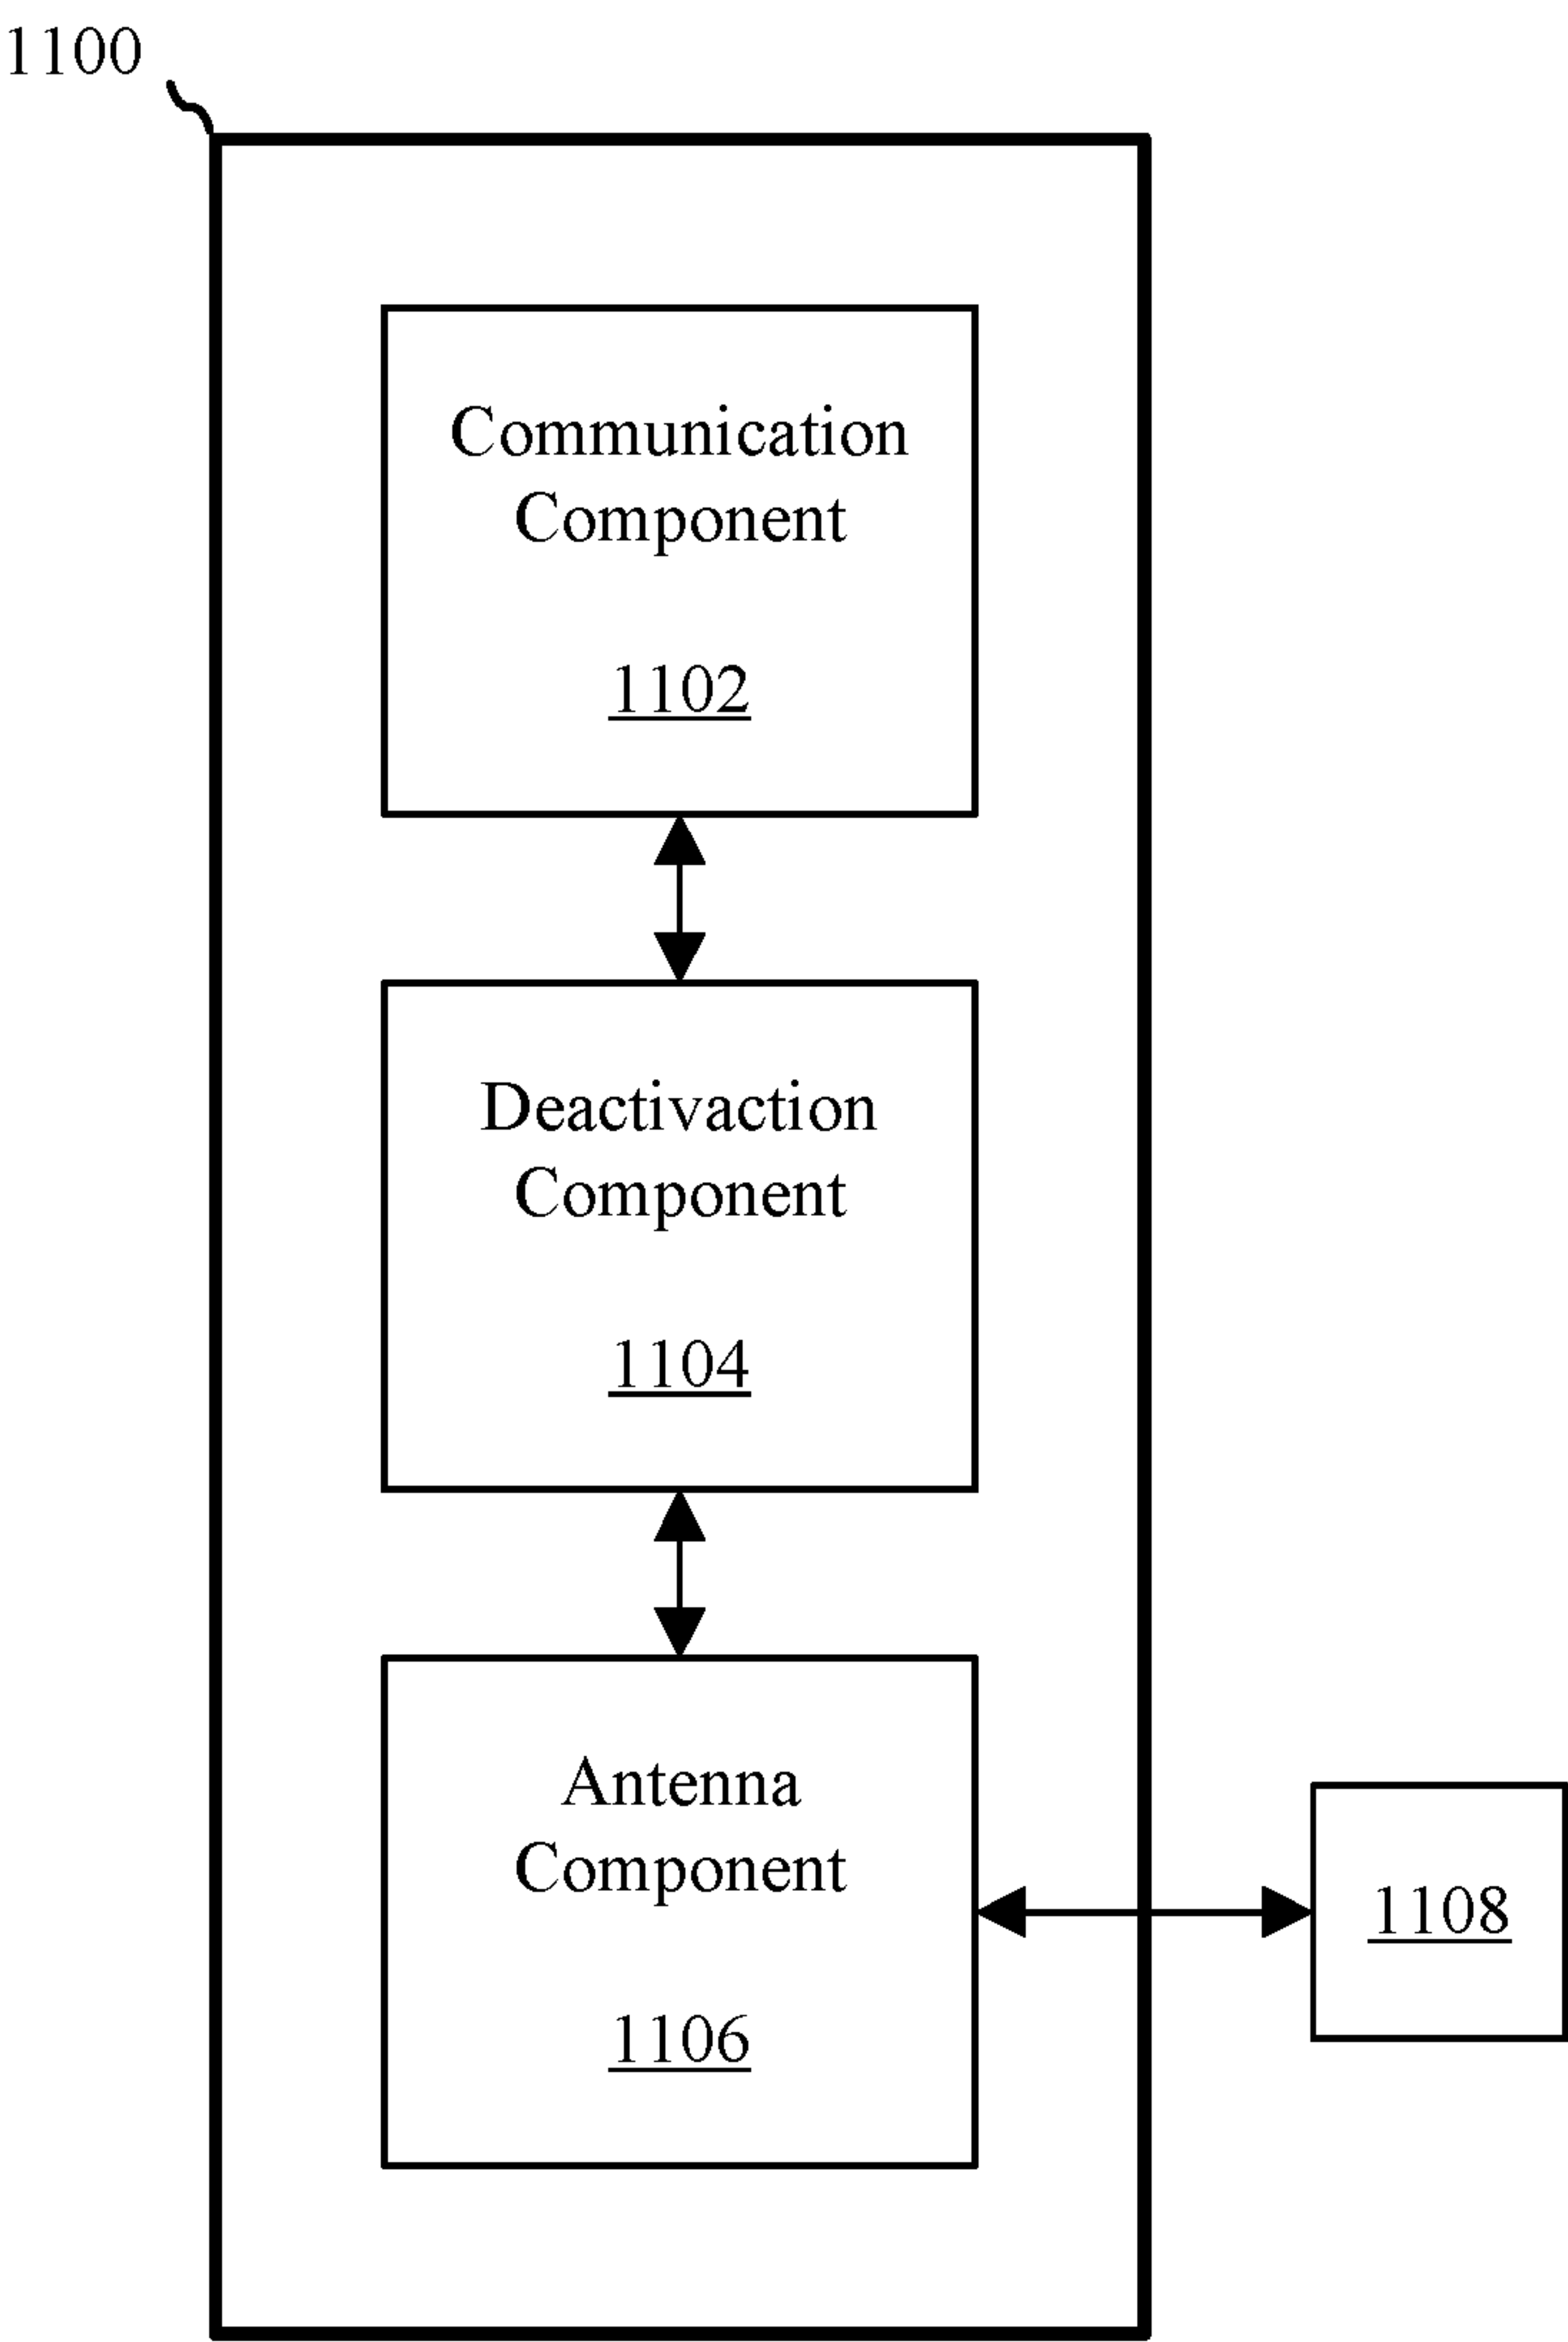 1100
Communication
Component
1102
Deactivaction
Component
1104
Antenna
Component
1106
1108